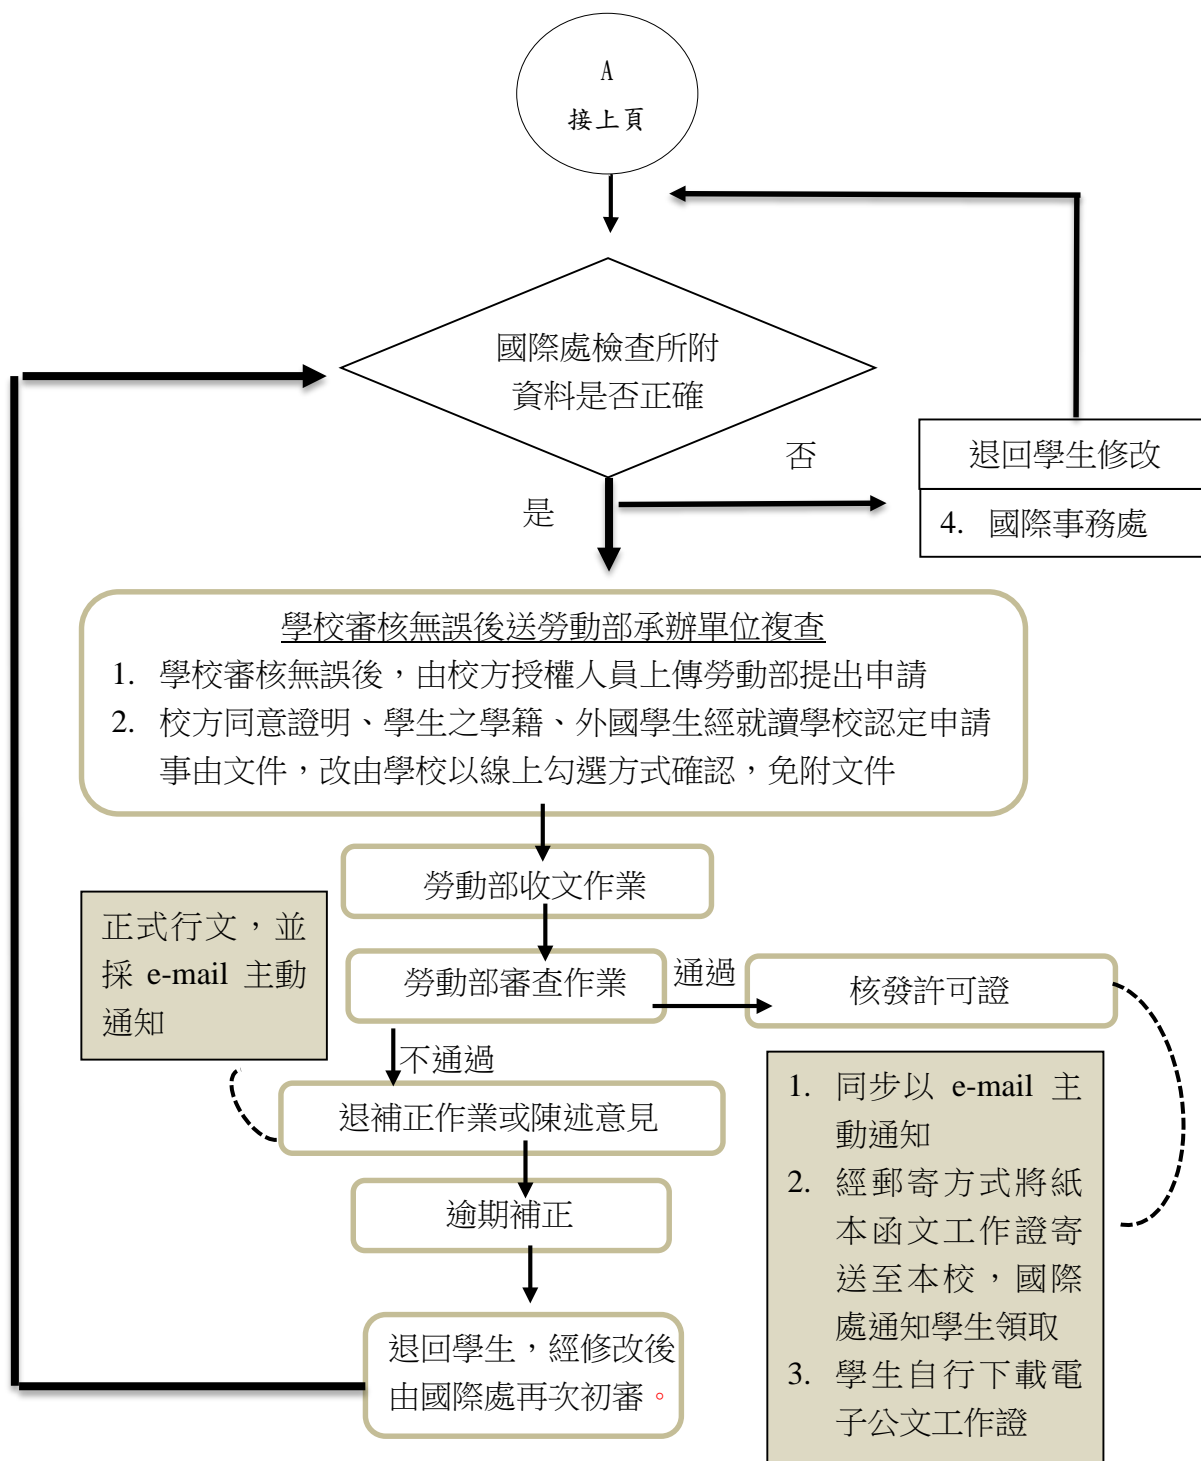 A
接上頁
國際處檢查所附
資料是否正確
否
是
退回學生修改
4. 國際事務處
學校審核無誤後送勞動部承辦單位複查
1. 學校審核無誤後，由校方授權人員上傳勞動部提出申請
2. 校方同意證明、學生之學籍、外國學生經就讀學校認定申請
事由文件，改由學校以線上勾選方式確認，免附文件
勞動部收文作業
正式行文，並
採 e-mail 主動
通知
勞動部審查作業
通過
核發許可證
不通過
退補正作業或陳述意見
逾期補正
退回學生，經修改後
由國際處再次初審。
1. 同步以 e-mail 主
動通知
2. 經郵寄方式將紙
本函文工作證寄
送至本校，國際
處通知學生領取
3. 學生自行下載電
子公文工作證